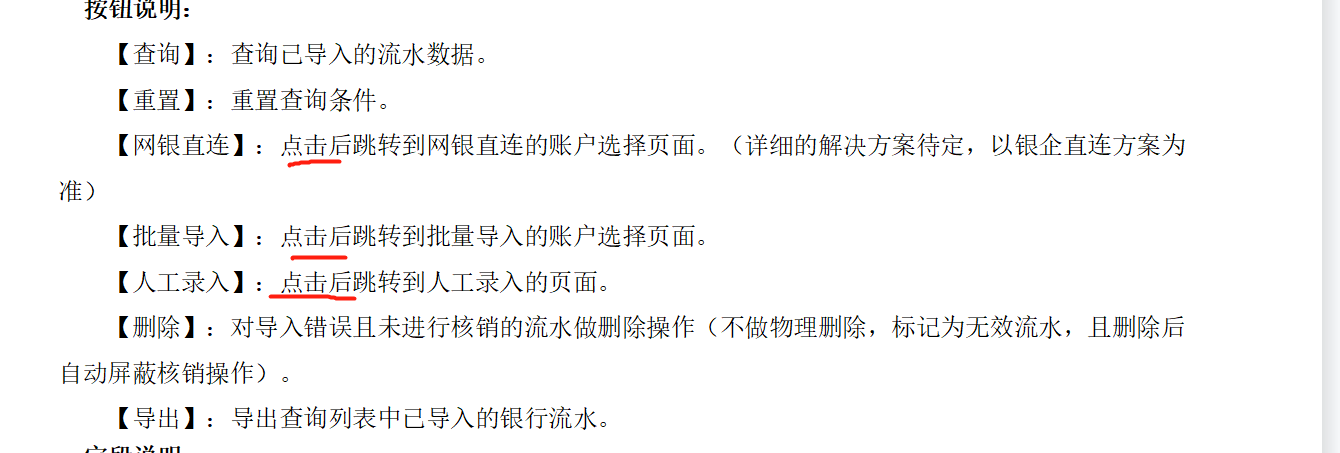 按钮说明：
【查询】：查询已导入的流水数据。
【重置】：重置查询条件。
【网银直连】：点击后跳转到网银直连的账户选择页面。（详细的解决方案待定，以银企直连方案为
准）
【批量导入】：点击后跳转到批量导入的账户选择页面。
【人工录入】：点击后跳转到人工录入的页面。
【删除】：对导入错误且未进行核销的流水做删除操作（不做物理删除，标记为无效流水，且删除后
自动屏蔽核销操作）。
【导出】：导出查询列表中已导入的银行流水。
字段说明